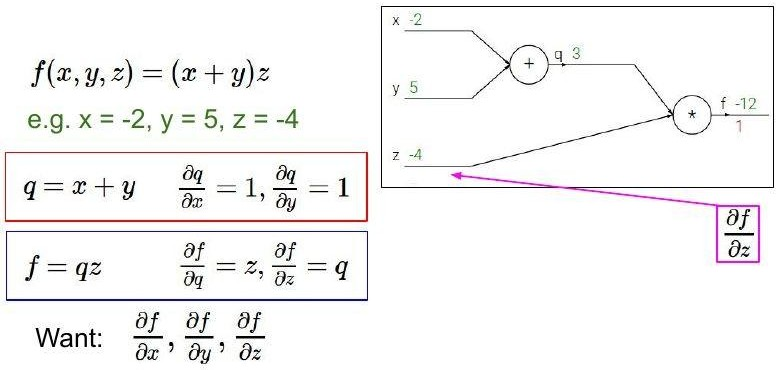 f(x, y, z) = (x + y)z
e.g. x = -2, y = 5, z = -4
q = x + y ∂q/∂x = 1, ∂q/∂y = 1
f = qz ∂f/∂q = z, ∂f/∂z = q
Want: ∂f/∂x, ∂f/∂y, ∂f/∂z
x -2
y 5
z -4
+
q 3
*
f -12
1
∂f/∂z